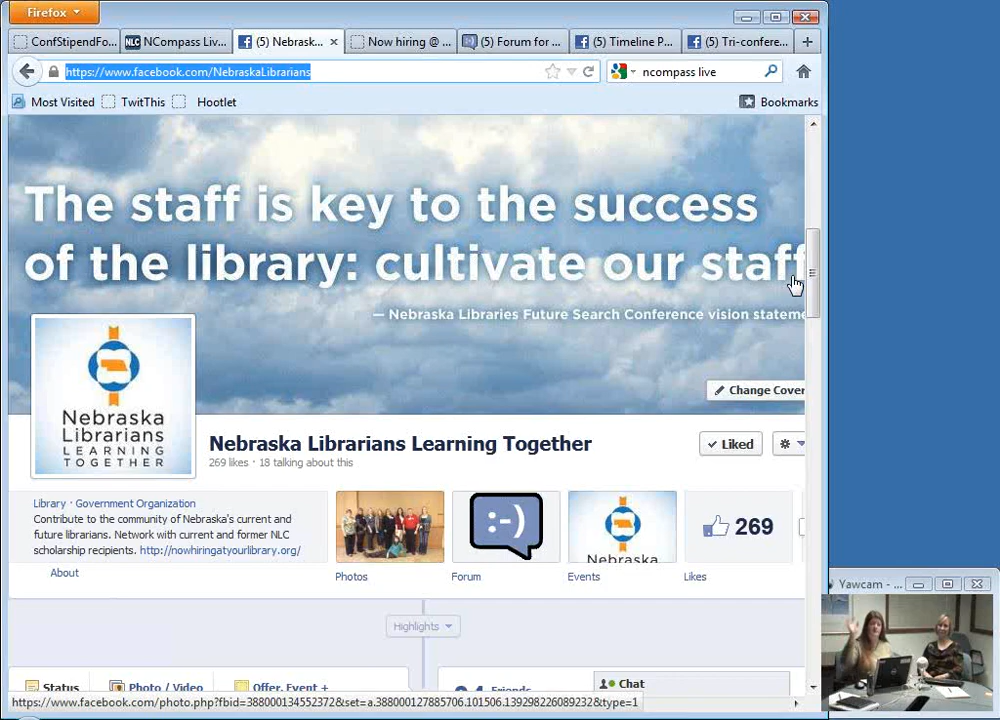 Firefox
ConfStipendFo...
NCompass Liv...
(5) Nebrask...
Now hiring @ ...
(5) Forum for ...
(5) Timeline P...
(5) Tri-confere...
https://www.facebook.com/NebraskaLibrarians
ncompass live
Most Visited
TwitThis
Hootlet
Bookmarks
The staff is key to the success
of the library: cultivate our staff
— Nebraska Libraries Future Search Conference vision stateme
Change Cover
Nebraska
Librarians
LEARNING
TOGETHER
Nebraska Librarians Learning Together
269 likes · 18 talking about this
Liked
Library · Government Organization
Contribute to the community of Nebraska's current and
future librarians. Network with current and former NLC
scholarship recipients. http://nowhiringatyourlibrary.org/
About
Photos
:-)
Forum
Nebraska
Events
269
Likes
Highlights
Status
Photo / Video
Offer, Event +
Friends
Chat
https://www.facebook.com/photo.php?fbid=388000134552372&set=a.388000127885706.101506.139298226089232&type=1
Yawcam - ...